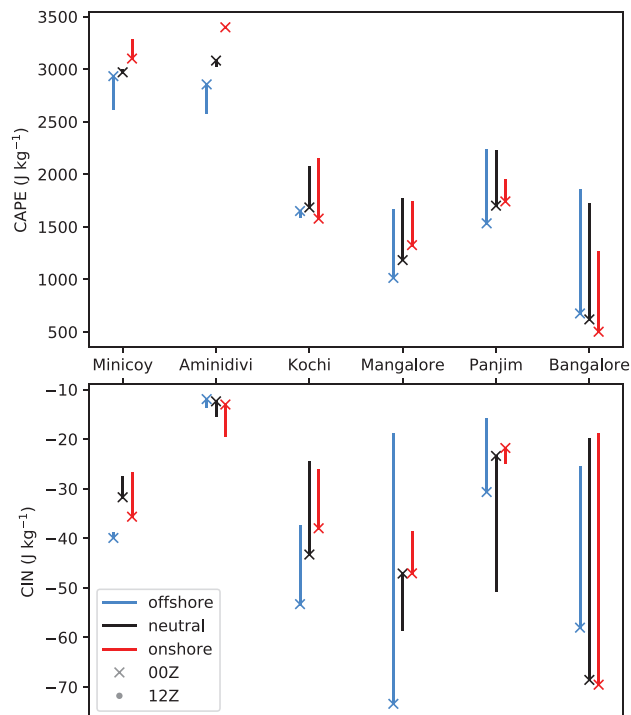 3500
3000
2500
2000
1500
1000
500
CAPE (J kg⁻¹)
Minicoy Aminidivi Kochi Mangalore Panjim Bangalore
−10
−20
−30
−40
−50
−60
−70
CIN (J kg⁻¹)
offshore
neutral
onshore
00Z
12Z